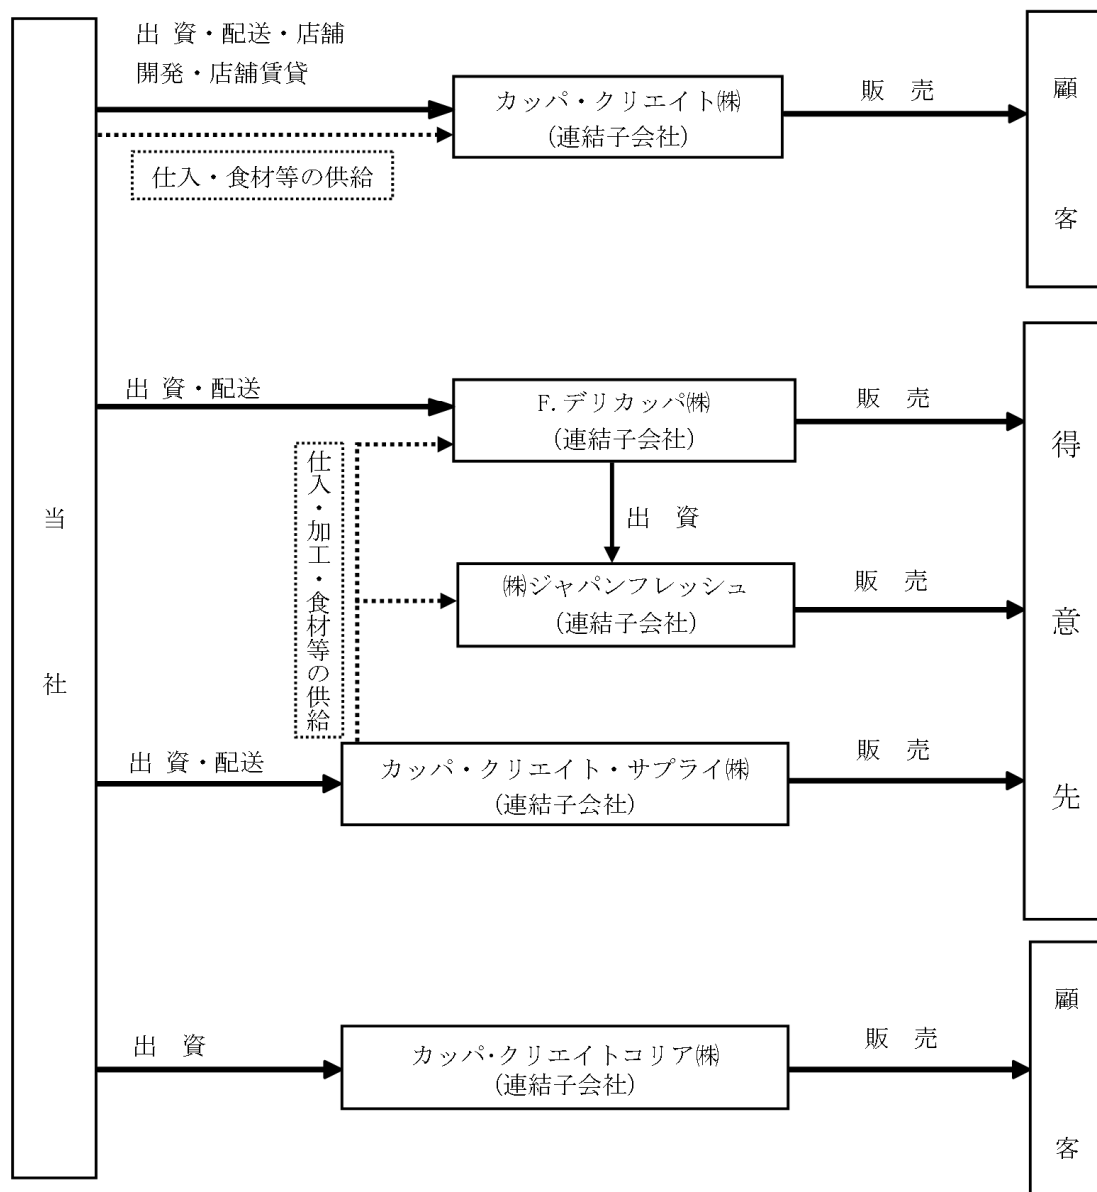 出 資・配送・店舗
開発・店舗賃貸
カッパ・クリエイト㈱
(連結子会社)
販 売
顧客
仕入・食材等の供給
当社
出 資・配送
F.デリカッパ㈱
(連結子会社)
販 売
得意先
仕入・加工・食材等の供給
出 資
㈱ジャパンフレッシュ
(連結子会社)
販 売
出 資・配送
カッパ・クリエイト・サプライ㈱
(連結子会社)
販 売
出 資
カッパ・クリエイトコリア㈱
(連結子会社)
販 売
顧客